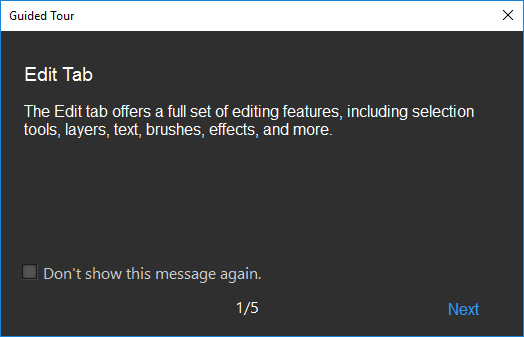 Guided Tour
Edit Tab
The Edit tab offers a full set of editing features, including selection
tools, layers, text, brushes, effects, and more.
Don't show this message again.
1/5
Next